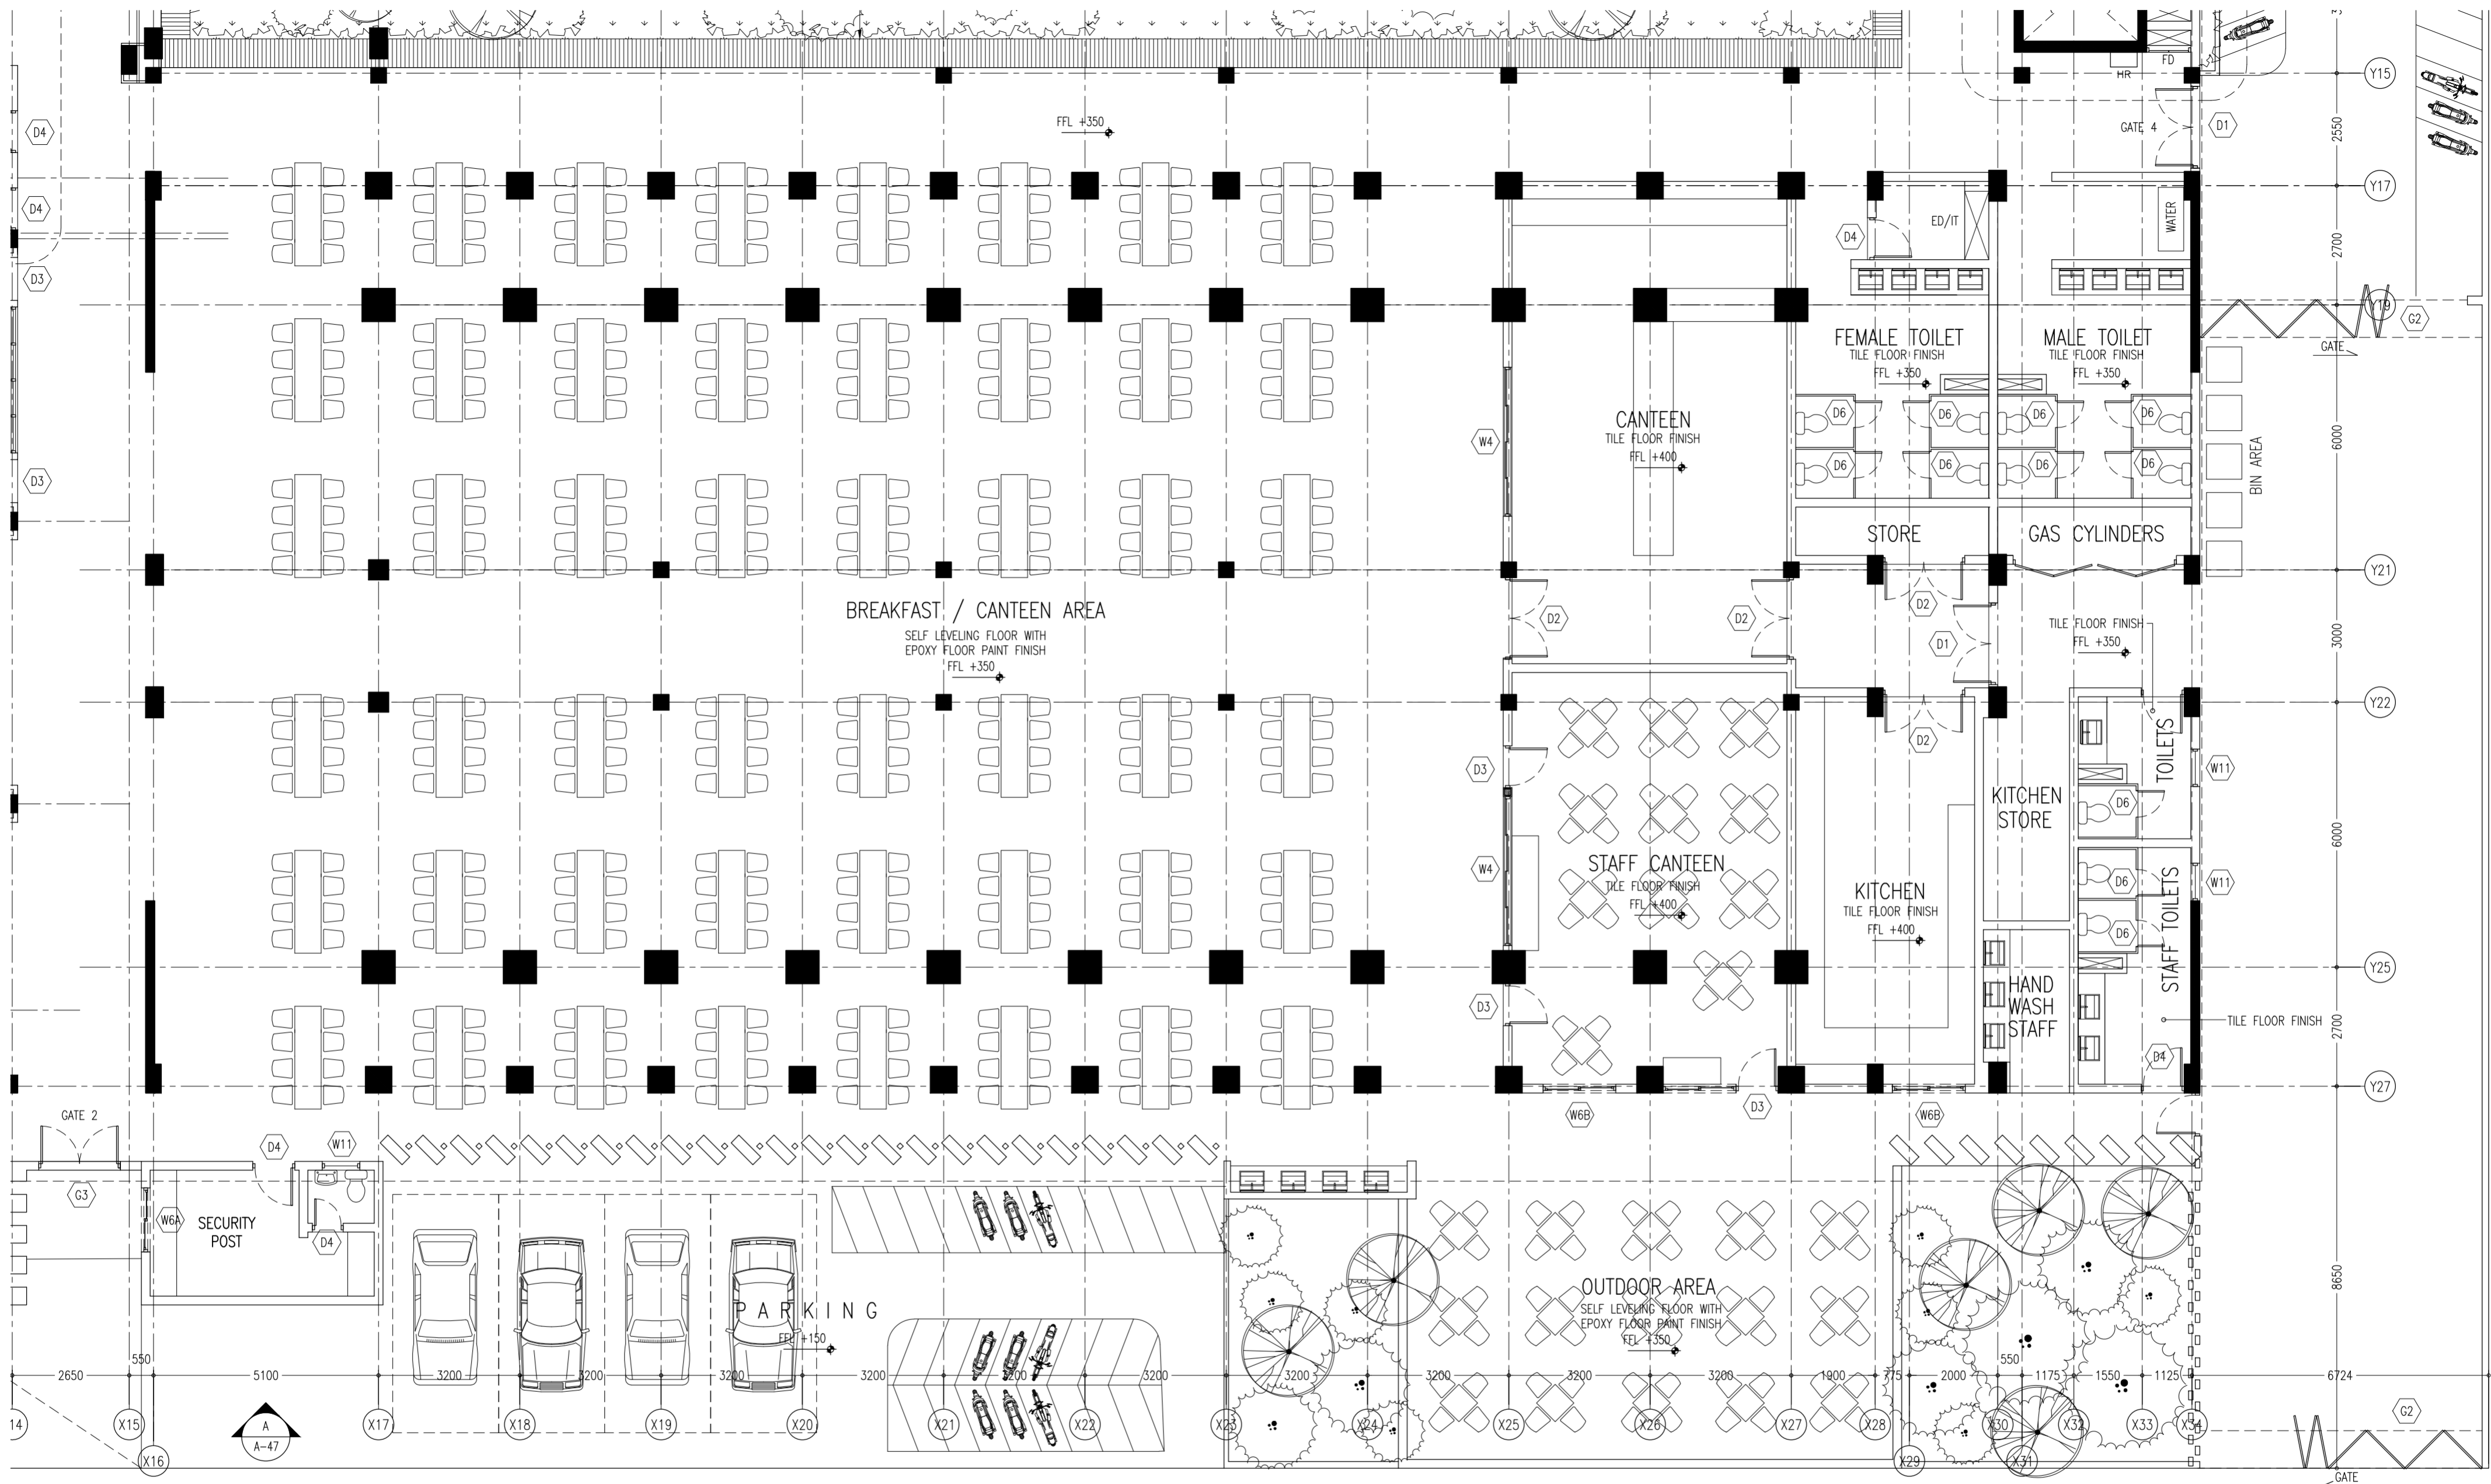 FD
HR
Y15
D4
FFL +350
GATE 4
D1
2550
Y17
D4
D4
ED/IT
WATER
2700
D3
Y19
G2
FEMALE TOILET
TILE FLOOR FINISH
FFL +350
MALE TOILET
TILE FLOOR FINISH
FFL +350
GATE
CANTEEN
TILE FLOOR FINISH
FFL +400
W4
D6
D6
D6
D6
6000
D3
D6
D6
D6
D6
BIN AREA
STORE
GAS CYLINDERS
Y21
BREAKFAST / CANTEEN AREA
SELF LEVELING FLOOR WITH
EPOXY FLOOR PAINT FINISH
FFL +350
D2
D2
D2
D1
TILE FLOOR FINISH
FFL +350
3000
Y22
D2
D3
TOILETS
W11
KITCHEN
STORE
D6
6000
W4
STAFF CANTEEN
TILE FLOOR FINISH
FFL +400
KITCHEN
TILE FLOOR FINISH
FFL +400
D6
W11
D6
STAFF TOILETS
Y25
D3
HAND
WASH
STAFF
TILE FLOOR FINISH
2700
D4
Y27
GATE 2
W6B
D3
W6B
D4
W11
G3
W6A
SECURITY
POST
D4
PARKING
FFL +150
OUTDOOR AREA
SELF LEVELING FLOOR WITH
EPOXY FLOOR PAINT FINISH
FFL +350
8650
550
550
2650
5100
3200
3200
3200
3200
3200
3200
3200
3200
3200
3200
1900
775
2000
1175
1550
1125
6724
14
X15
A
A-47
X17
X18
X19
X20
X21
X22
X23
X24
X25
X26
X27
X28
X30
X32
X33
X34
G2
X16
X29
X31
GATE